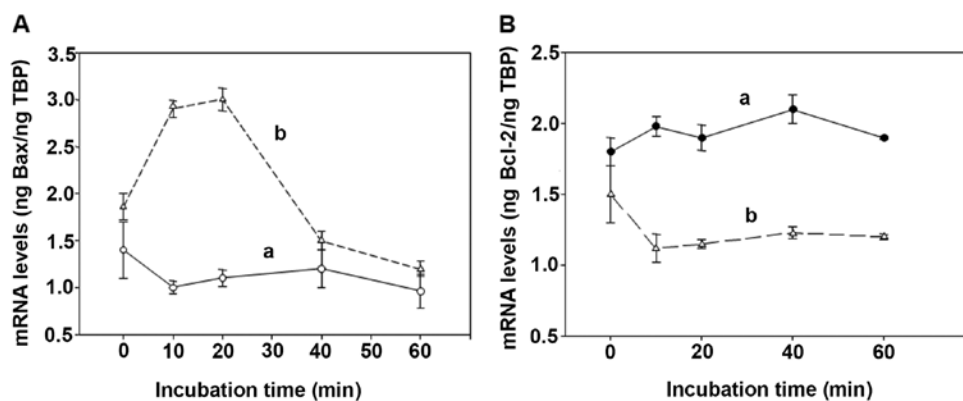 A
mRNA levels (ng Bax/ng TBP)
3.5
3.0
2.5
2.0
1.5
1.0
0.5
b
a
0 10 20 30 40 50 60
Incubation time (min)
B
mRNA levels (ng Bcl-2/ng TBP)
2.5
2.0
1.5
1.0
0.5
a
b
0 10 20 40 60
Incubation time (min)